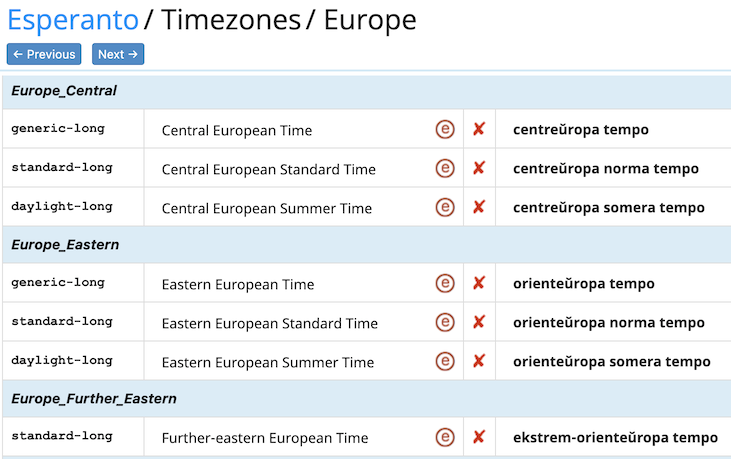 Esperanto / Timezones / Europe
← Previous Next →
Europe_Central
generic-long Central European Time ⓔ ✘ centreŭropa tempo
standard-long Central European Standard Time ⓔ ✘ centreŭropa norma tempo
daylight-long Central European Summer Time ⓔ ✘ centreŭropa somera tempo
Europe_Eastern
generic-long Eastern European Time ⓔ ✘ orienteŭropa tempo
standard-long Eastern European Standard Time ⓔ ✘ orienteŭropa norma tempo
daylight-long Eastern European Summer Time ⓔ ✘ orienteŭropa somera tempo
Europe_Further_Eastern
standard-long Further-eastern European Time ⓔ ✘ ekstrem-orienteŭropa tempo